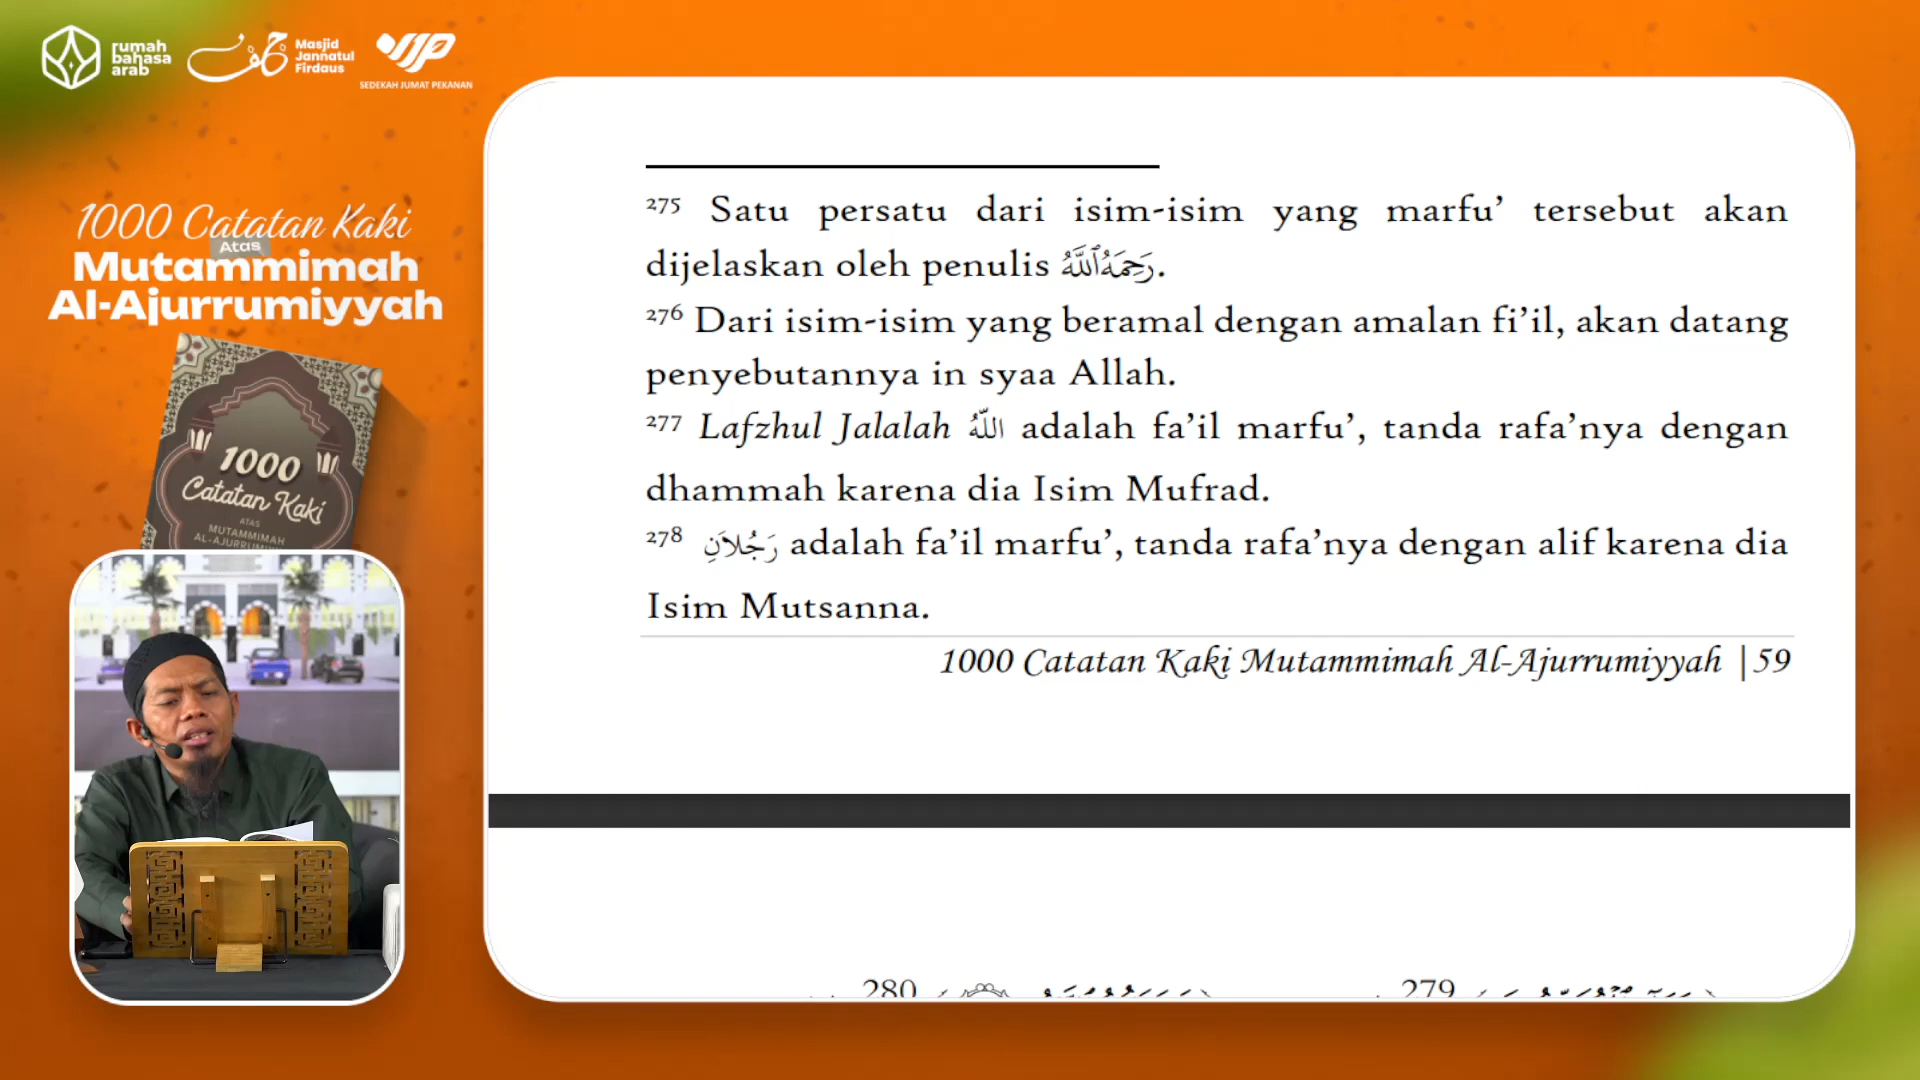 rumah
bahasa
arab
Masjid
Jannatul
Firdaus
SEDEKAH JUMAT PEKANAN
1000 Catatan Kaki
Atas
Mutammimah
Al-Ajurrumiyyah
1000
Catatan Kaki
ATAS
MUTAMMIMAH
275 Satu persatu dari isim-isim yang marfu’ tersebut akan
dijelaskan oleh penulis رَحِمَهُ ٱللَّهُ.
276 Dari isim-isim yang beramal dengan amalan fi’il, akan datang
penyebutannya in syaa Allah.
277 Lafzhul Jalalah اللّٰهُ adalah fa’il marfu’, tanda rafa’nya dengan
dhammah karena dia Isim Mufrad.
278 رَجُلاَنِ adalah fa’il marfu’, tanda rafa’nya dengan alif karena dia
Isim Mutsanna.
1000 Catatan Kaki Mutammimah Al-Ajurrumiyyah |59
280 279